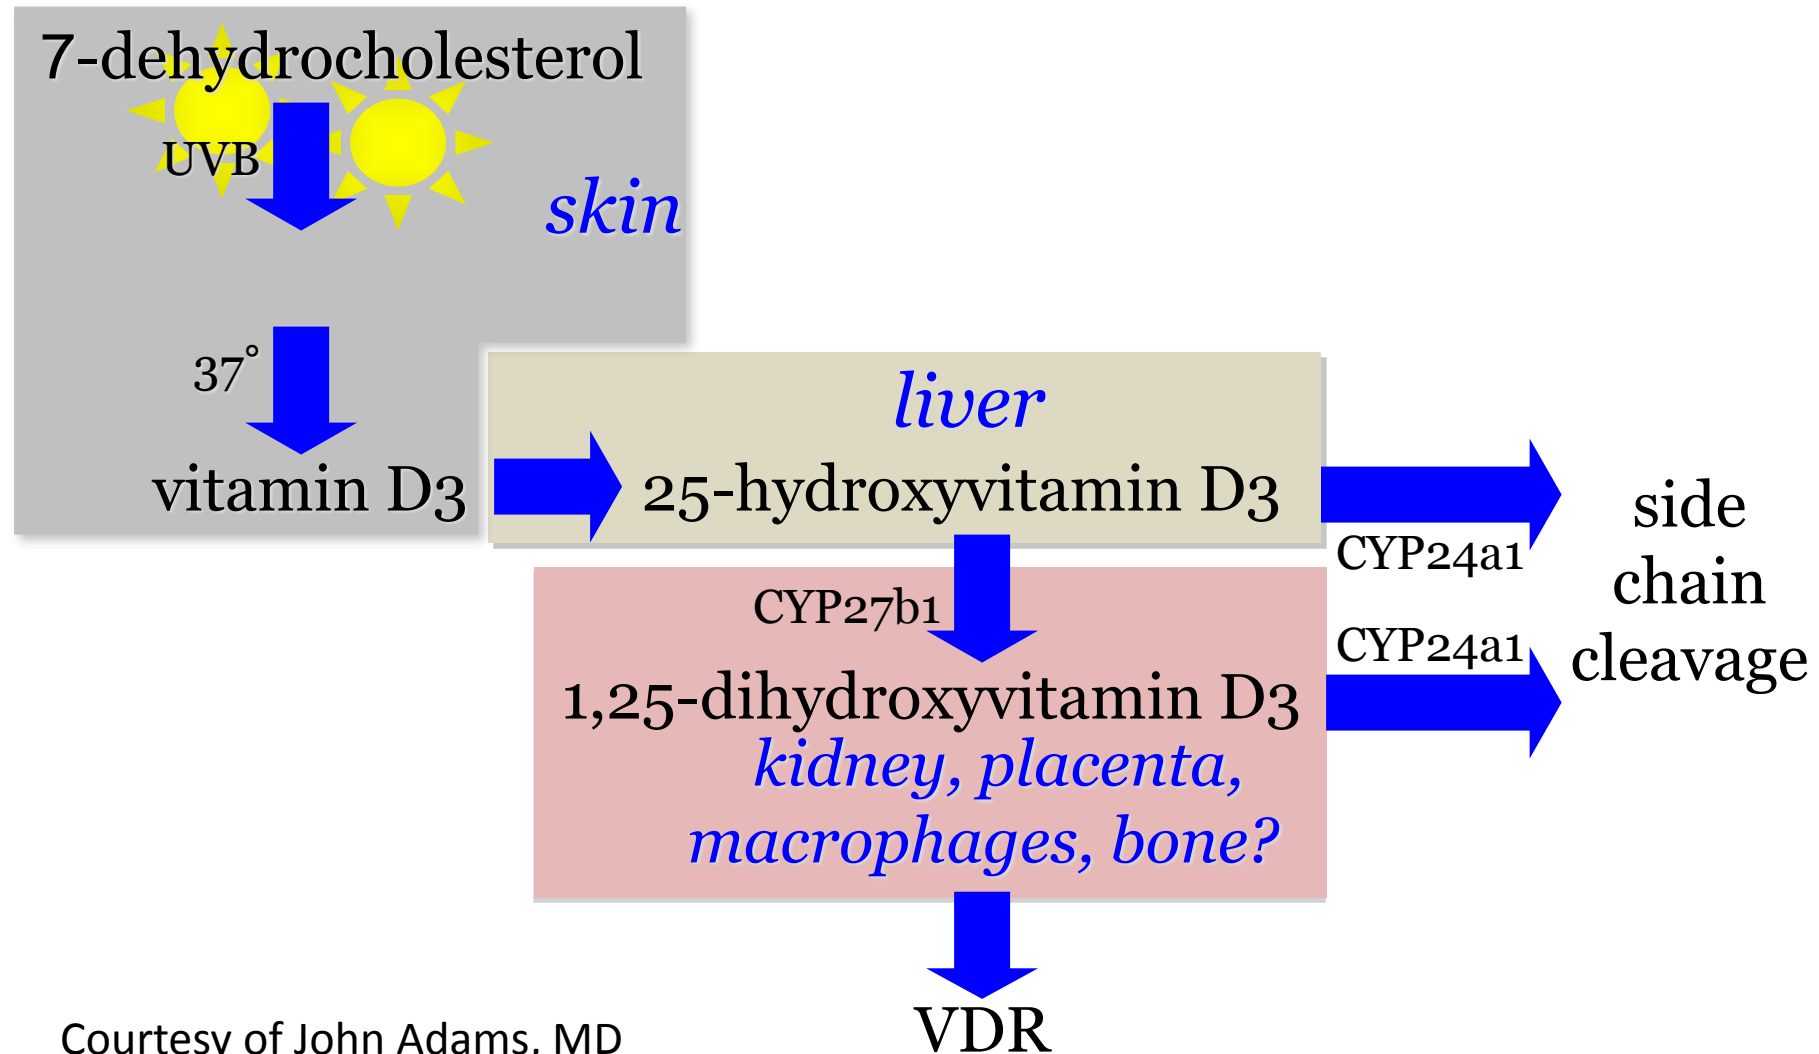 7-dehydrocholesterol
UVB
skin
37°
vitamin D3
liver
25-hydroxyvitamin D3
CYP24a1
side
chain
cleavage
CYP27b1
CYP24a1
1,25-dihydroxyvitamin D3
kidney, placenta,
macrophages, bone?
VDR
Courtesy of John Adams, MD